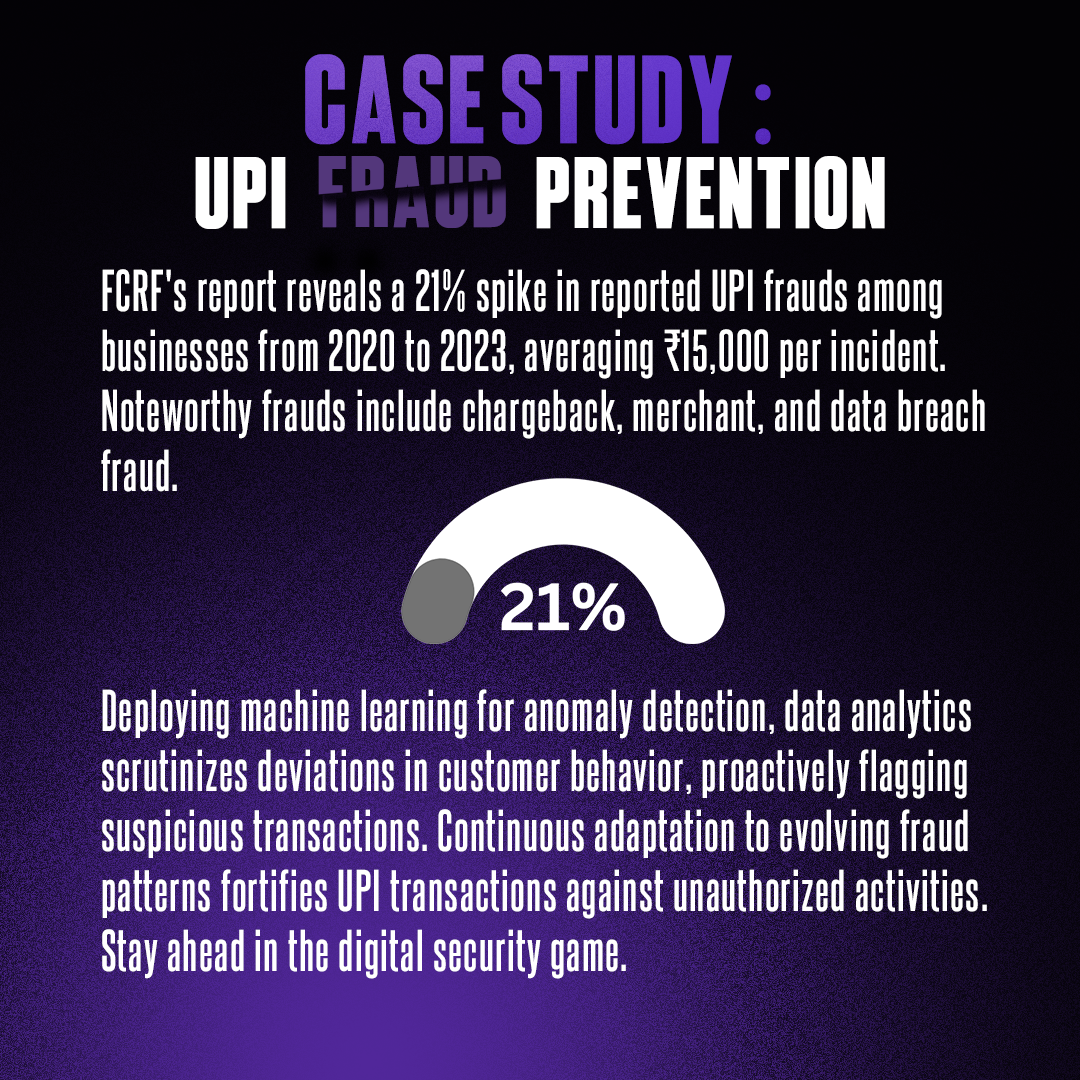 CASE STUDY :
UPI FRAUD PREVENTION
FCRF's report reveals a 21% spike in reported UPI frauds among
businesses from 2020 to 2023, averaging ₹15,000 per incident.
Noteworthy frauds include chargeback, merchant, and data breach
fraud.
21%
Deploying machine learning for anomaly detection, data analytics
scrutinizes deviations in customer behavior, proactively flagging
suspicious transactions. Continuous adaptation to evolving fraud
patterns fortifies UPI transactions against unauthorized activities.
Stay ahead in the digital security game.